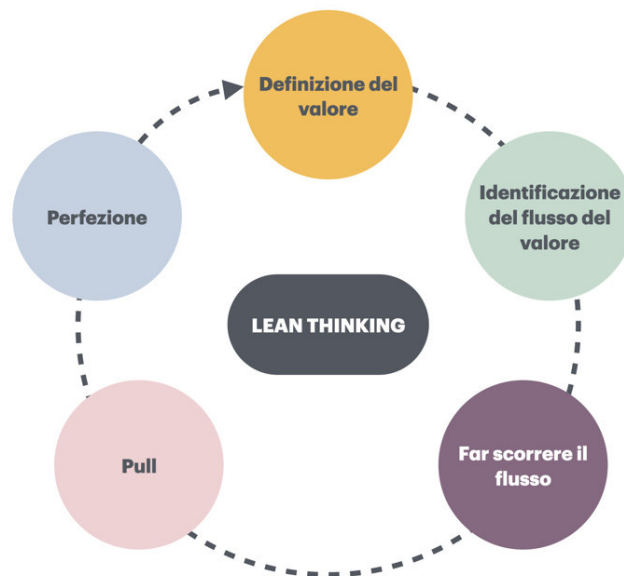 Definizione del
valore
Identificazione
del flusso del
valore
Far scorrere il
flusso
Pull
Perfezione
LEAN THINKING